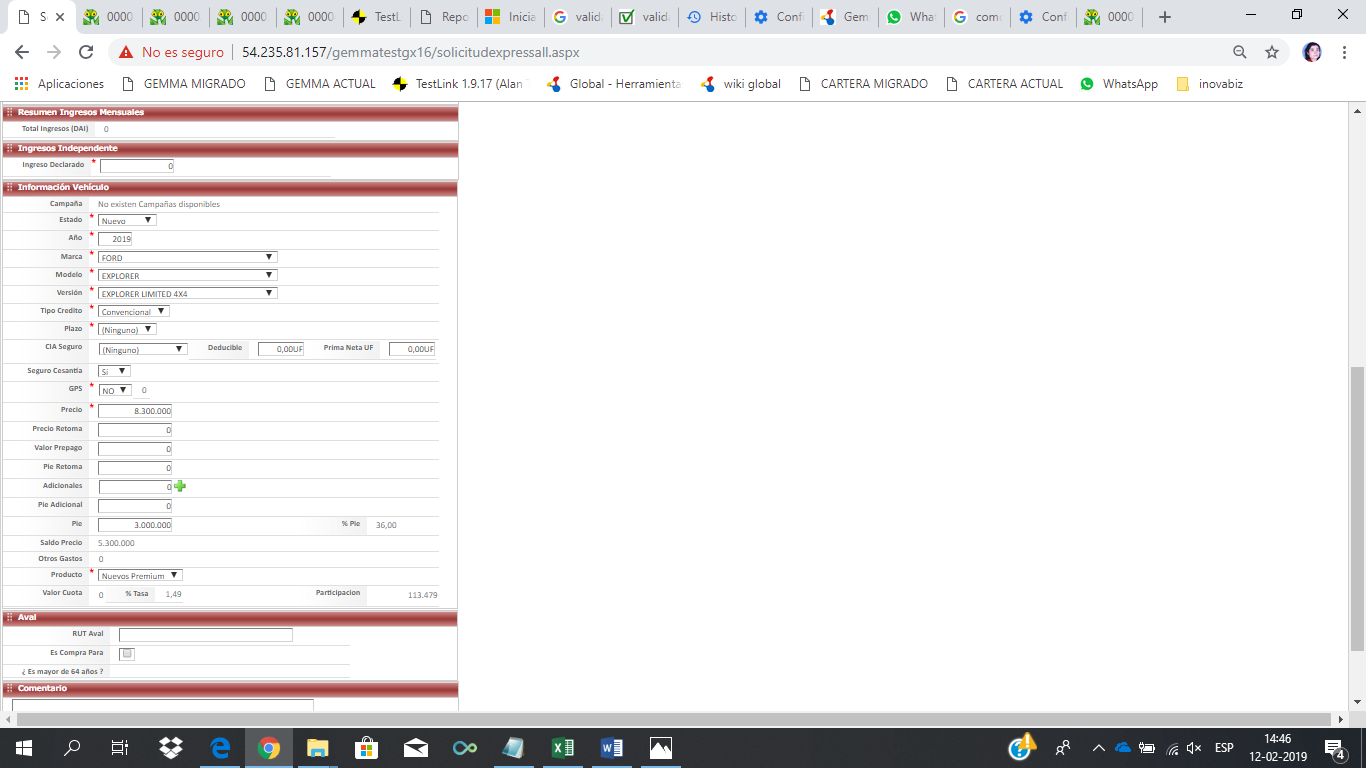 S
0000
0000
0000
0000
TestL
Repo
Inicia
valid
valid
Histo
Conf
Gem
What
como
Conf
0000
No es seguro | 54.235.81.157/gemmatestgx16/solicitudexpressall.aspx
Aplicaciones
GEMMA MIGRADO
GEMMA ACTUAL
TestLink 1.9.17 (Alan
Global - Herramienta
wiki global
CARTERA MIGRADO
CARTERA ACTUAL
WhatsApp
inovabiz
Resumen Ingresos Mensuales
Total Ingresos (DAI) 0
Ingresos Independente
Ingreso Declarado * 0
Información Vehículo
Campaña No existen Campañas disponibles
Estado * Nuevo
Año * 2019
Marca * FORD
Modelo * EXPLORER
Versión * EXPLORER LIMITED 4X4
Tipo Credito * Convencional
Plazo * (Ninguno)
CIA Seguro (Ninguno) Deducible 0,00UF Prima Neta UF 0,00UF
Seguro Cesantía Sí
GPS * NO 0
Precio * 8.300.000
Precio Retoma 0
Valor Prepago 0
Pie Retoma 0
Adicionales 0
Pie Adicional 0
Pie 3.000.000 % Pie 36,00
Saldo Precio 5.300.000
Otros Gastos 0
Producto * Nuevos Premium
Valor Cuota 0 % Tasa 1,49 Participacion 113.479
Aval
RUT Aval
Es Compra Para
¿ Es mayor de 64 años ?
Comentario
ESP
14:46
12-02-2019
4